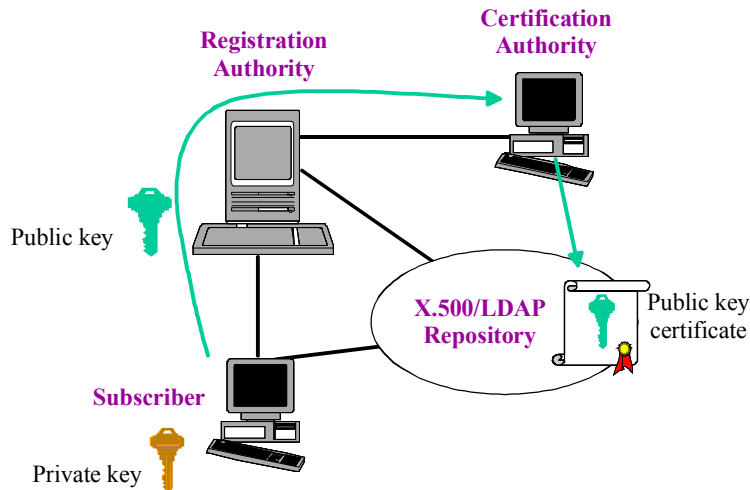 Certification
Authority
Registration
Authority
Public key
X.500/LDAP
Repository
Public key
certificate
Subscriber
Private key